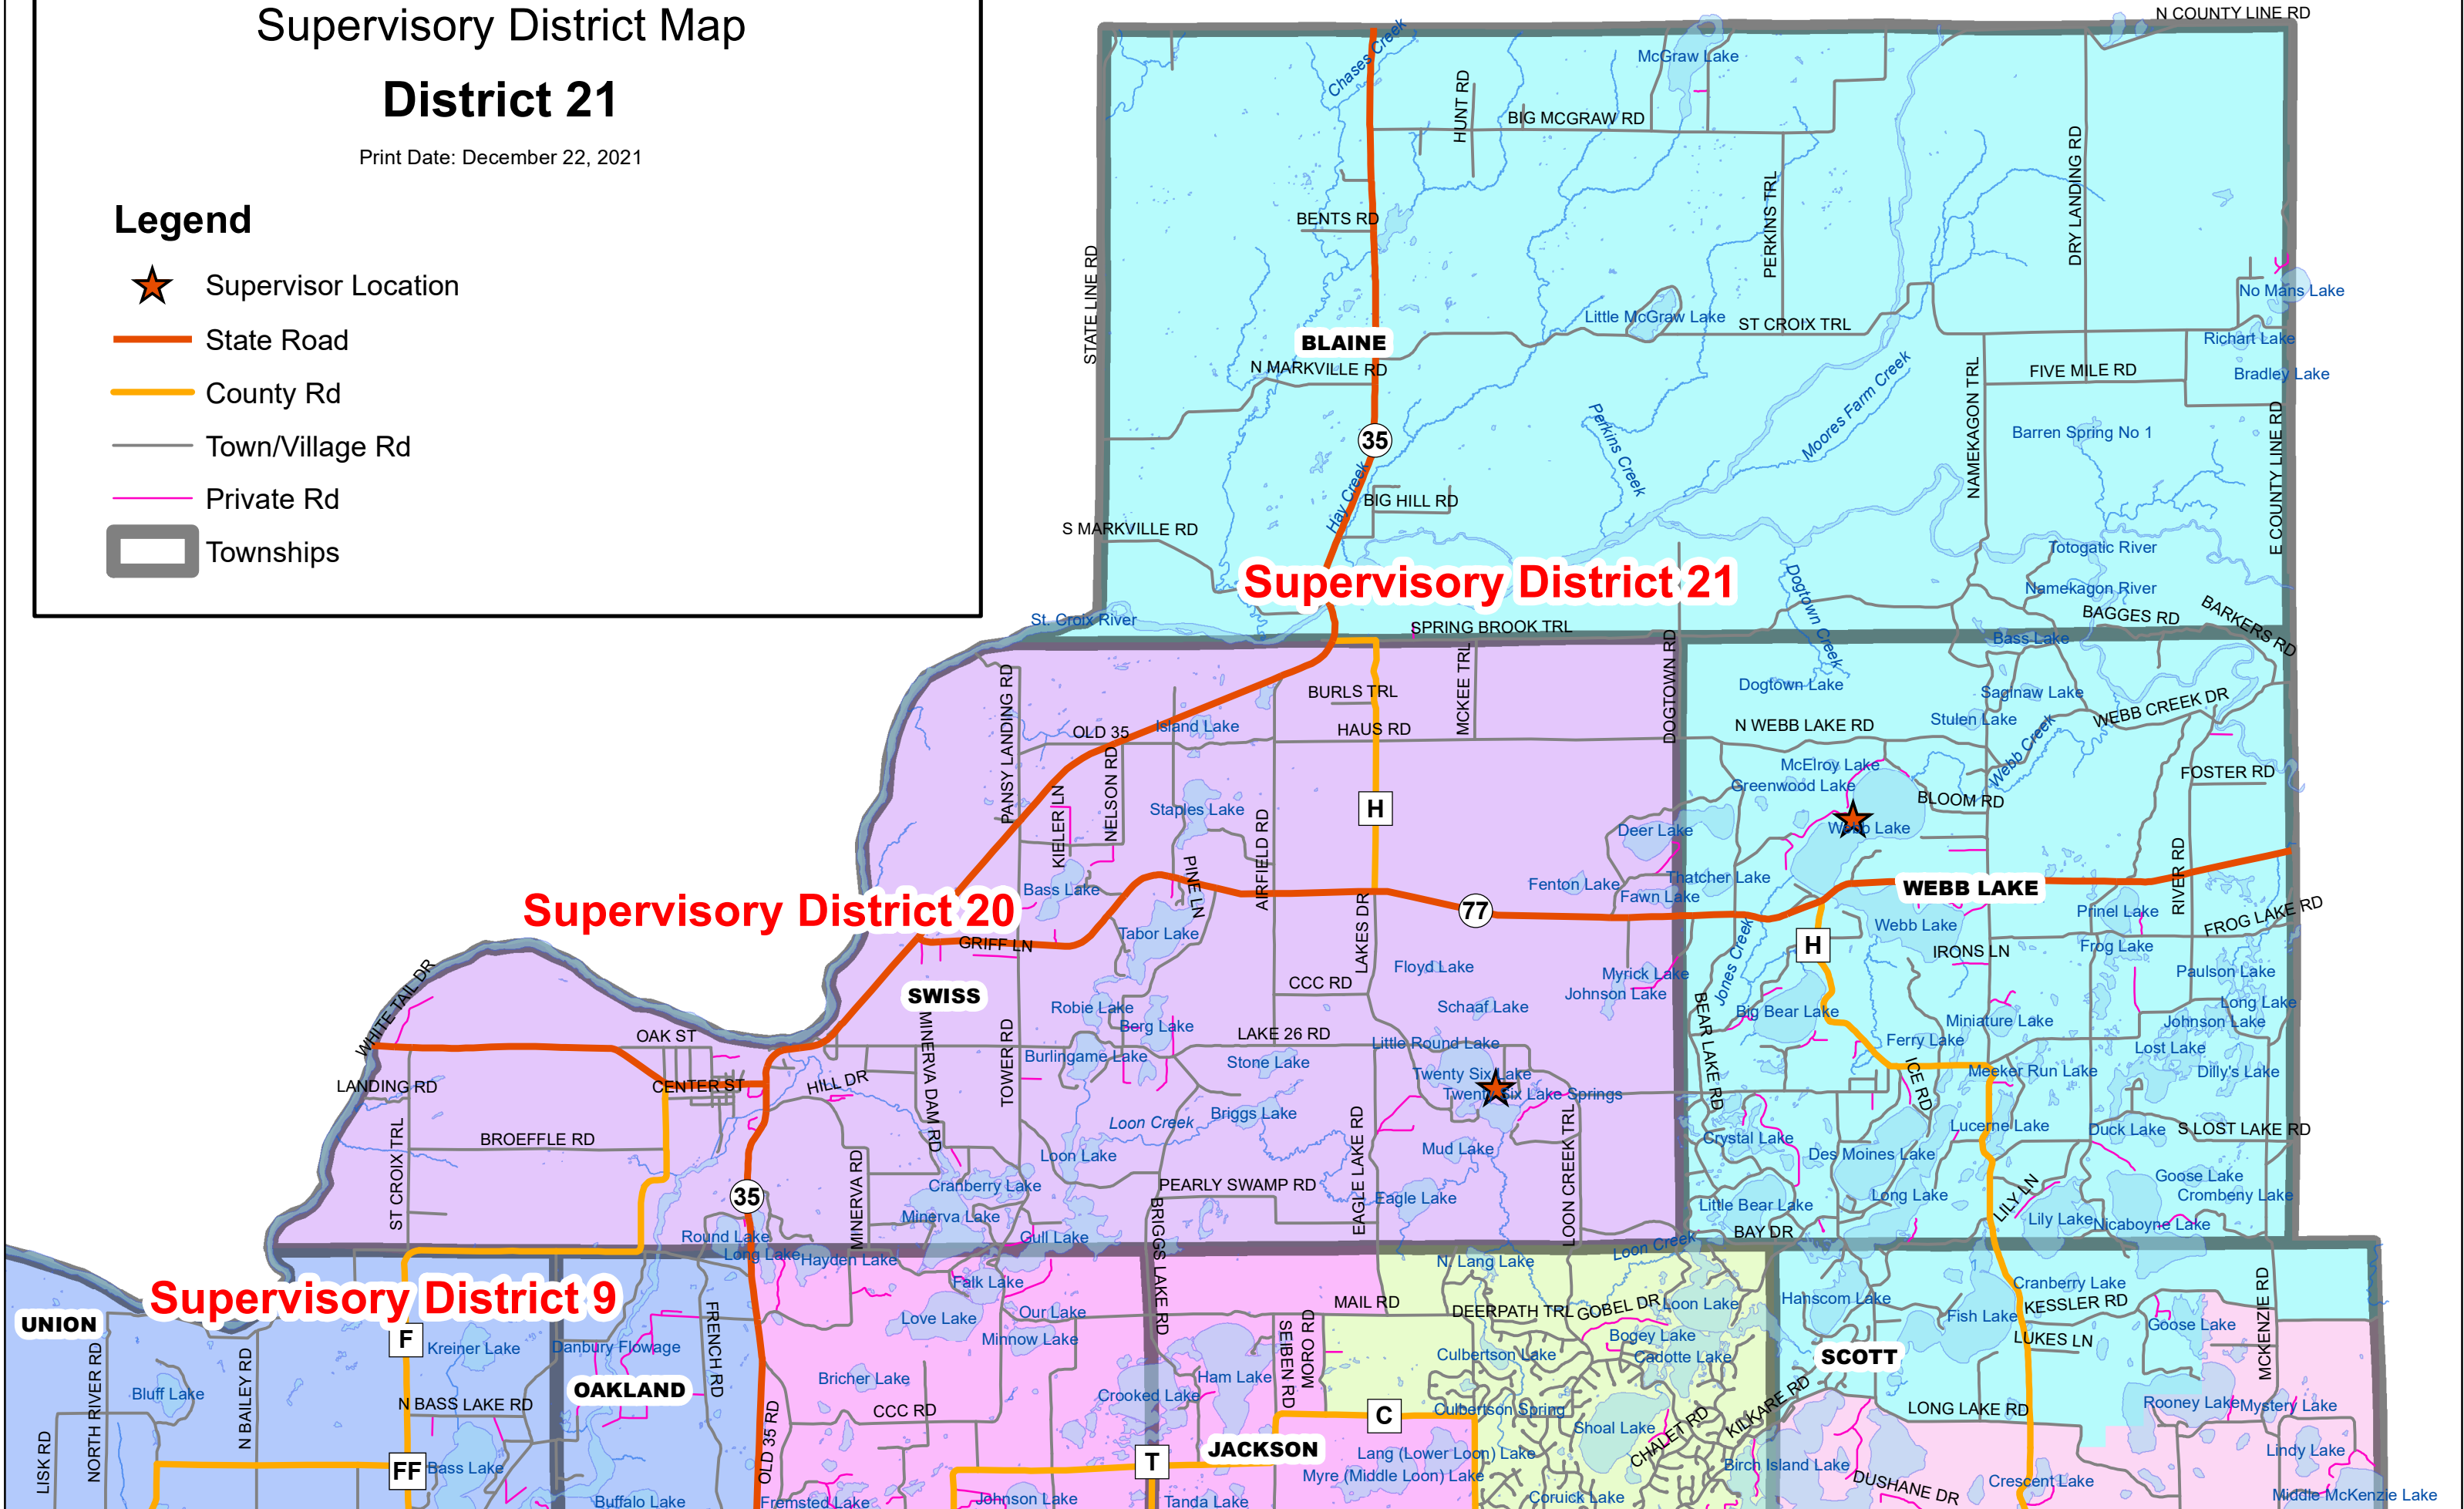 Supervisory District Map
District 21
Print Date: December 22, 2021
Legend
Supervisor Location
State Road
County Rd
Town/Village Rd
Private Rd
Townships
N COUNTY LINE RD
Chases Creek
McGraw Lake
HUNT RD
BIG MCGRAW RD
DRY LANDING RD
PERKINS TRL
BENTS RD
STATE LINE RD
No Mans Lake
Little McGraw Lake
ST CROIX TRL
Richart Lake
BLAINE
N MARKVILLE RD
FIVE MILE RD
Bradley Lake
NAMEKAGON TRL
Moores Farm Creek
Perkins Creek
35
Barren Spring No 1
E COUNTY LINE RD
Hay Creek
BIG HILL RD
S MARKVILLE RD
Totogatic River
Supervisory District 21
Dogtown Creek
Namekagon River
BAGGES RD
BARKERS RD
St. Croix River
SPRING BROOK TRL
Bass Lake
PANSY LANDING RD
MCKEE TRL
DOGTOWN RD
BURLS TRL
Dogtown Lake
Saginaw Lake
WEBB CREEK DR
Island Lake
OLD 35
HAUS RD
N WEBB LAKE RD
Stulen Lake
Webb Creek
NELSON RD
KIELER LN
McElroy Lake
Greenwood Lake
FOSTER RD
Staples Lake
H
BLOOM RD
AIRFIELD RD
Deer Lake
Webb Lake
PINE LN
Bass Lake
Fenton Lake
Thatcher Lake
Fawn Lake
WEBB LAKE
RIVER RD
Supervisory District 20
77
LAKES DR
Prinel Lake
FROG LAKE RD
Tabor Lake
Webb Lake
GRIFF LN
H
IRONS LN
Frog Lake
Jones Creek
Floyd Lake
Myrick Lake
Paulson Lake
WHITE TAIL DR
CCC RD
Johnson Lake
SWISS
Robie Lake
Schaaf Lake
Big Bear Lake
Long Lake
BEAR LAKE RD
Berg Lake
Miniature Lake
Johnson Lake
OAK ST
MINERVA DAM RD
TOWER RD
LAKE 26 RD
Little Round Lake
Ferry Lake
Lost Lake
Burlingame Lake
Stone Lake
Twenty Six Lake
ICE RD
Meeker Run Lake
Dilly's Lake
LANDING RD
CENTER ST
HILL DR
Twenty Six Lake Springs
Briggs Lake
Loon Creek
ST CROIX TRL
BROEFFLE RD
EAGLE LAKE RD
LOON CREEK TRL
Crystal Lake
Lucerne Lake
Duck Lake
S LOST LAKE RD
MINERVA RD
Loon Lake
Mud Lake
Des Moines Lake
Goose Lake
Cranberry Lake
PEARLY SWAMP RD
35
Eagle Lake
Long Lake
LILY LN
Crombeny Lake
BRIGGS LAKE RD
Little Bear Lake
Minerva Lake
Lily Lake
Nicaboyne Lake
Round Lake
Gull Lake
BAY DR
Long Lake
Hayden Lake
Loon Creek
N. Lang Lake
Falk Lake
Cranberry Lake
MCKENZIE RD
Supervisory District 9
Hanscom Lake
MAIL RD
DEERPATH TRL
GOBEL DR
Loon Lake
KESSLER RD
UNION
FRENCH RD
Love Lake
Our Lake
Fish Lake
Goose Lake
F
Kreiner Lake
Danbury Flowage
Minnow Lake
SEIBEN RD
MORO RD
Bogey Lake
LUKES LN
NORTH RIVER RD
N BAILEY RD
Culbertson Lake
Cadotte Lake
SCOTT
Bluff Lake
OAKLAND
Bricher Lake
Ham Lake
Crooked Lake
N BASS LAKE RD
CCC RD
C
Culbertson Spring
KILKARE RD
LONG LAKE RD
Rooney Lake
Mystery Lake
OLD 35 RD
Shoal Lake
CHALET RD
LISK RD
T
JACKSON
Lang (Lower Loon) Lake
Lindy Lake
FF
Bass Lake
Myre (Middle Loon) Lake
Birch Island Lake
DUSHANE DR
Crescent Lake
Buffalo Lake
Fremsted Lake
Johnson Lake
Tanda Lake
Coruick Lake
Middle McKenzie Lake